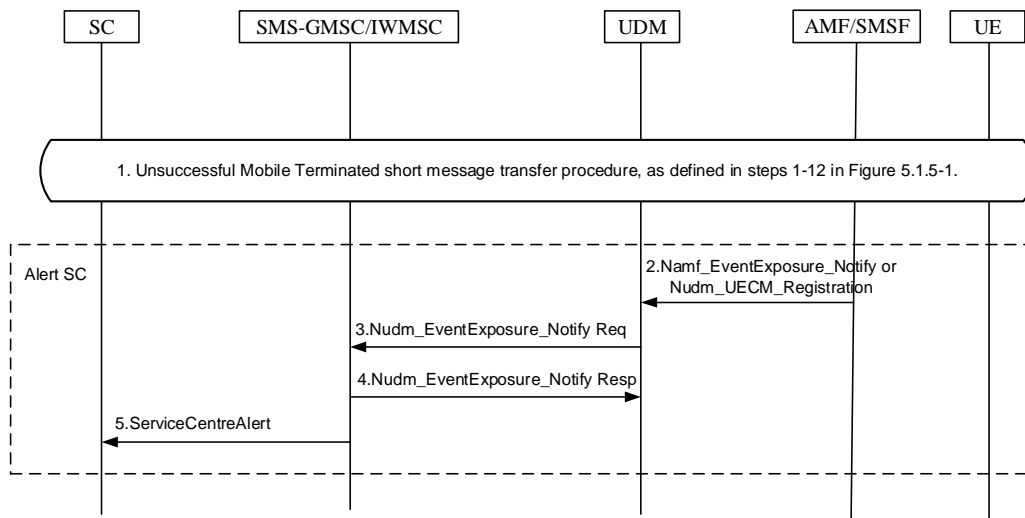 SC
SMS-GMSC/IWMSC
UDM
AMF/SMSF
UE
1. Unsuccessful Mobile Terminated short message transfer procedure, as defined in steps 1-12 in Figure 5.1.5-1.
Alert SC
2.Namf_EventExposure_Notify or
Nudm_UECM_Registration
3.Nudm_EventExposure_Notify Req
4.Nudm_EventExposure_Notify Resp
5.ServiceCentreAlert